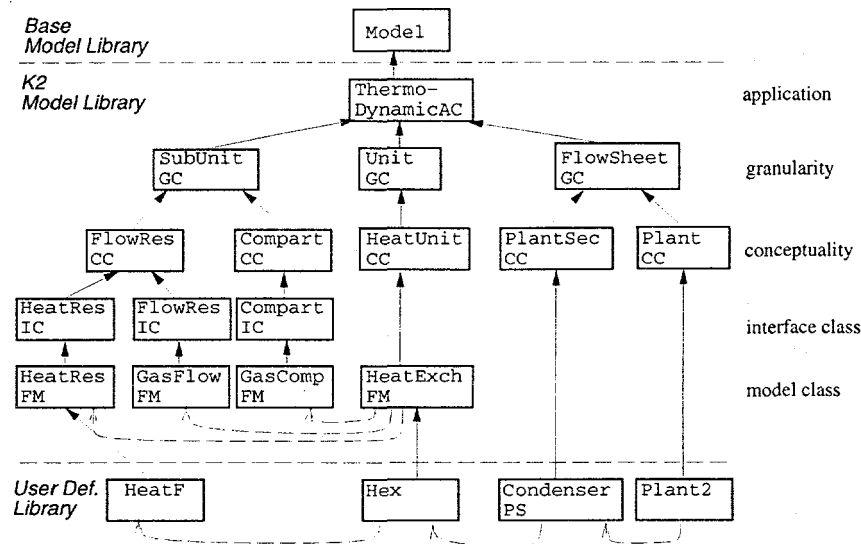 Base
Model Library
Model
K2
Model Library
Thermo-
DynamicAC
application
SubUnit
GC
Unit
GC
FlowSheet
GC
granularity
FlowRes
CC
Compart
CC
HeatUnit
CC
PlantSec
CC
Plant
CC
conceptuality
HeatRes
IC
FlowRes
IC
Compart
IC
interface class
HeatRes
FM
GasFlow
FM
GasComp
FM
HeatExch
FM
model class
User Def.
Library
HeatF
Hex
Condenser
PS
Plant2